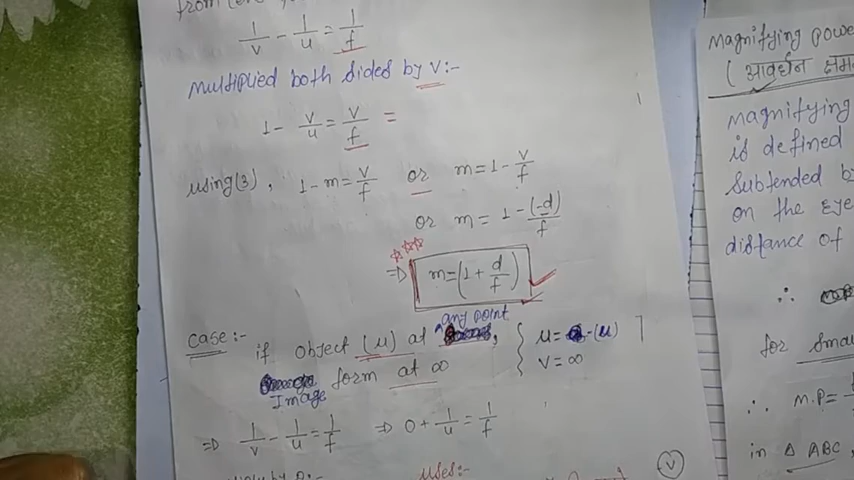 from
1/v - 1/u = 1/f
Multiplied both sided by v:-
1 - v/u = v/f =
using(3), 1-m = v/f or m = 1 - v/f
or m = 1 - (-d)/f
⇒ m = (1 + d/f)
any point
case:- if object (u) at , { u = -(u)
Image form at ∞ { v = ∞
⇒ 1/v - 1/u = 1/f ⇒ 0 + 1/u = 1/f
uses:-
v
Magnifying power
(आवर्धन
Magnifying
is defined
Subtended by
on the Eye
distance of
∴
for small
∴ M.P =
in △ ABC,